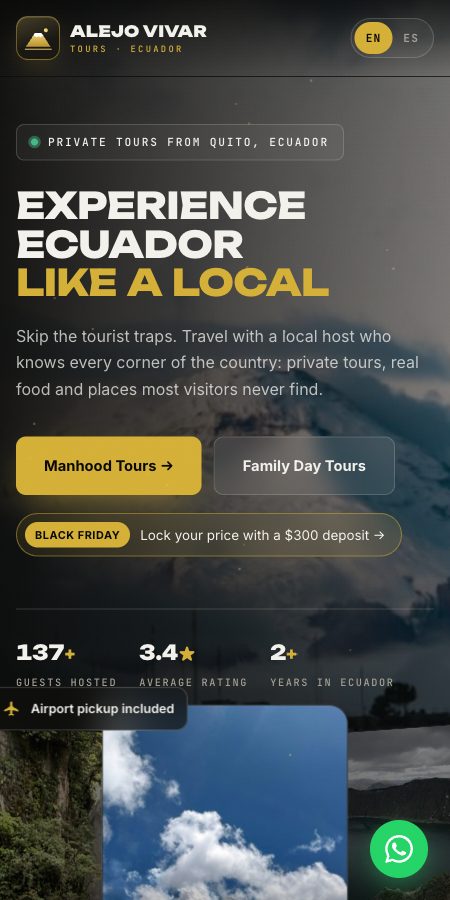 ALEJO VIVAR
TOURS · ECUADOR
EN ES
PRIVATE TOURS FROM QUITO, ECUADOR
EXPERIENCE
ECUADOR
LIKE A LOCAL
Skip the tourist traps. Travel with a local host who
knows every corner of the country: private tours, real
food and places most visitors never find.
Manhood Tours → Family Day Tours
BLACK FRIDAY Lock your price with a $300 deposit →
137+ 3.4★ 2+
GUESTS HOSTED AVERAGE RATING YEARS IN ECUADOR
Airport pickup included